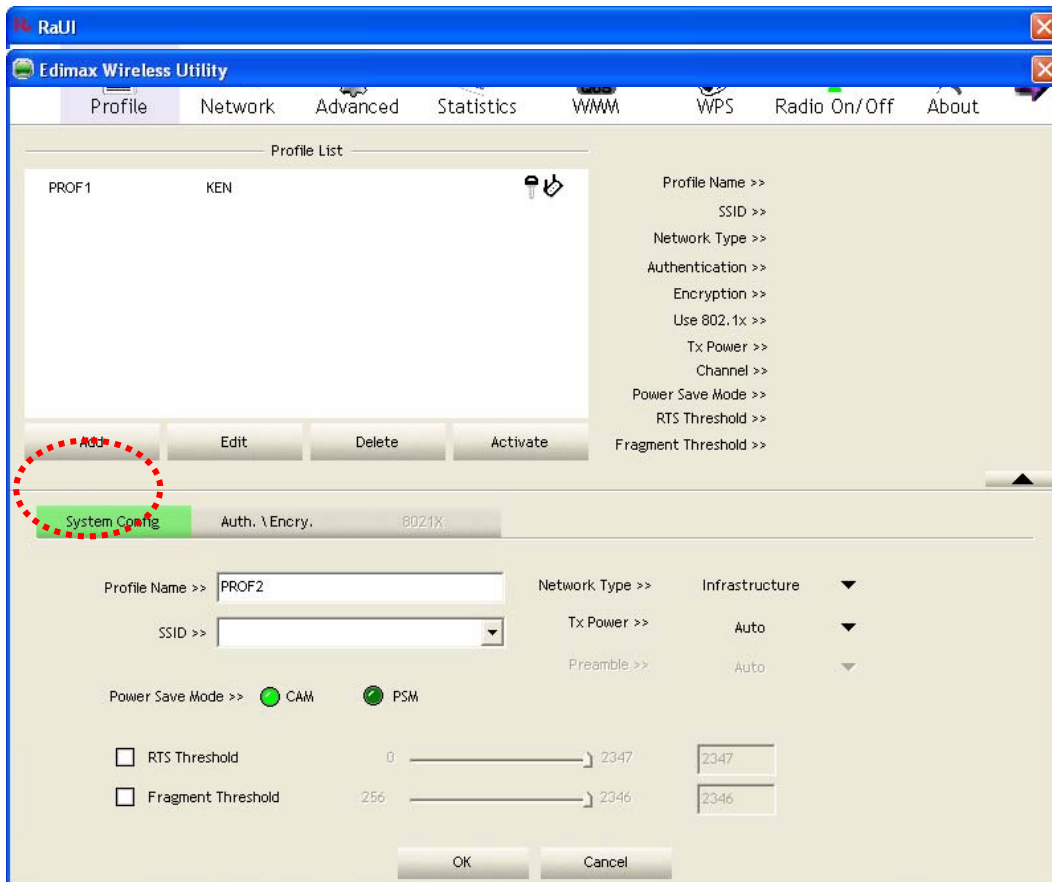 RaUI
Edimax Wireless Utility
Profile Network Advanced Statistics WMM WPS Radio On/Off About
Profile List
PROF1 KEN
Profile Name >>
SSID >>
Network Type >>
Authentication >>
Encryption >>
Use 802.1x >>
Tx Power >>
Channel >>
Power Save Mode >>
RTS Threshold >>
Fragment Threshold >>
Add Edit Delete Activate
System Config Auth. \ Encry. 8021X
Profile Name >> PROF2 Network Type >> Infrastructure
SSID >> Tx Power >> Auto
Preamble >> Auto
Power Save Mode >> CAM PSM
RTS Threshold 0 2347 2347
Fragment Threshold 256 2346 2346
OK Cancel